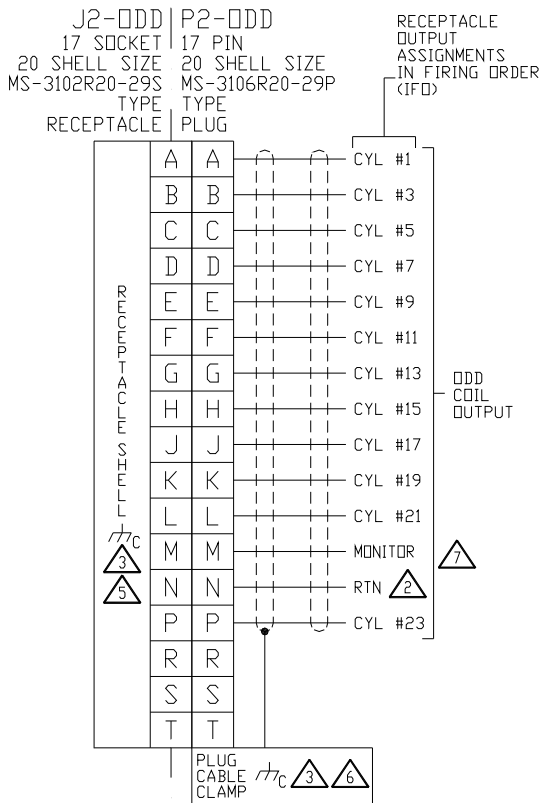 J2-ODD P2-ODD
17 SOCKET 17 PIN
20 SHELL SIZE 20 SHELL SIZE
MS-3102R20-29S MS-3106R20-29P
TYPE TYPE
RECEPTACLE PLUG
RECEPTACLE
OUTPUT
ASSIGNMENTS
IN FIRING ORDER
(IFO)
A A CYL #1
B B CYL #3
C C CYL #5
D D CYL #7
E E CYL #9
F F CYL #11
G G CYL #13
H H CYL #15
J J CYL #17
K K CYL #19
L L CYL #21
M M MONITOR 7
N N RTN 2
P P CYL #23
R R
S S
T T
RECEPTACLE SHELL
C
3
5
ODD
COIL
OUTPUT
PLUG
CABLE
CLAMP
C 3 6